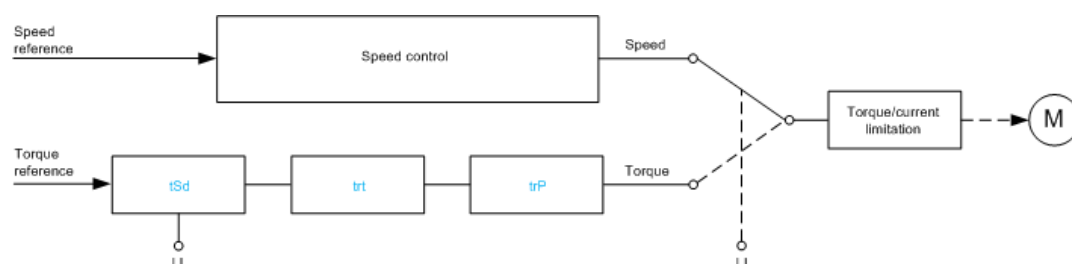 Speed
reference
Speed control
Speed
Torque/current
limitation
M
Torque
reference
tSd
trt
trP
Torque